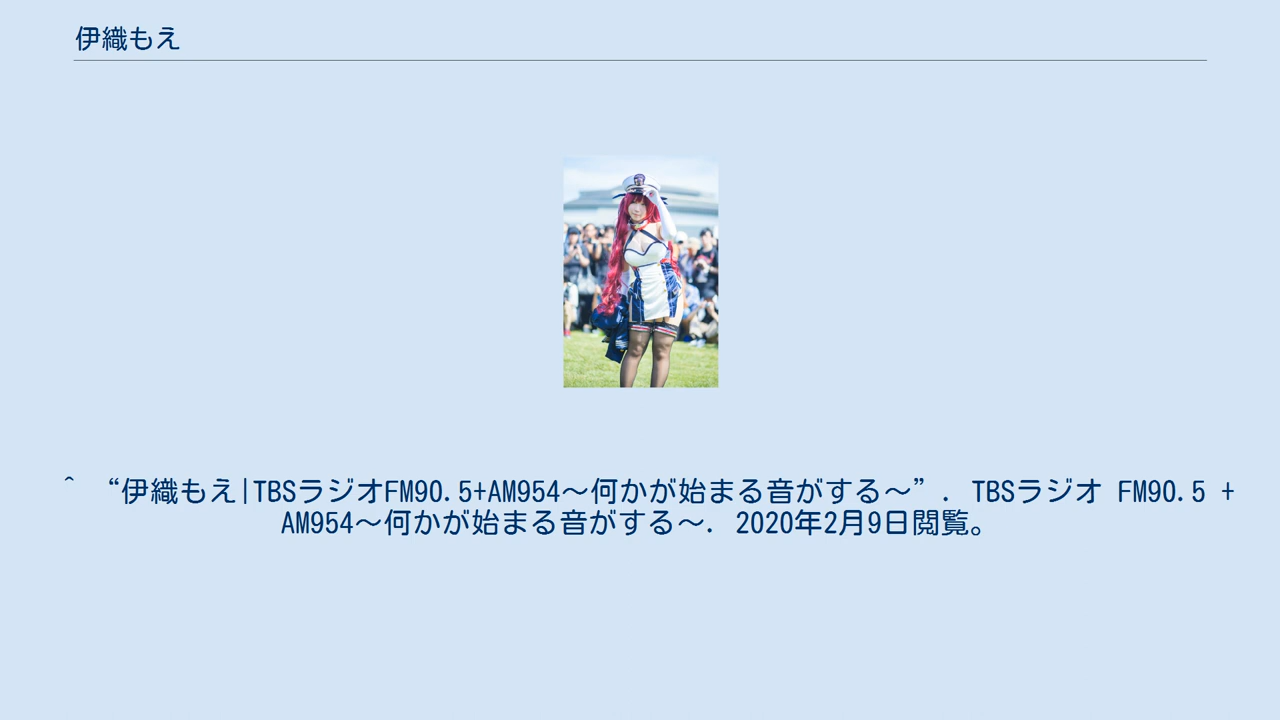 伊織もえ
^ “伊織もえ|TBSラジオFM90.5+AM954～何かが始まる音がする～”. TBSラジオ FM90.5 +
AM954～何かが始まる音がする～. 2020年2月9日閲覧。